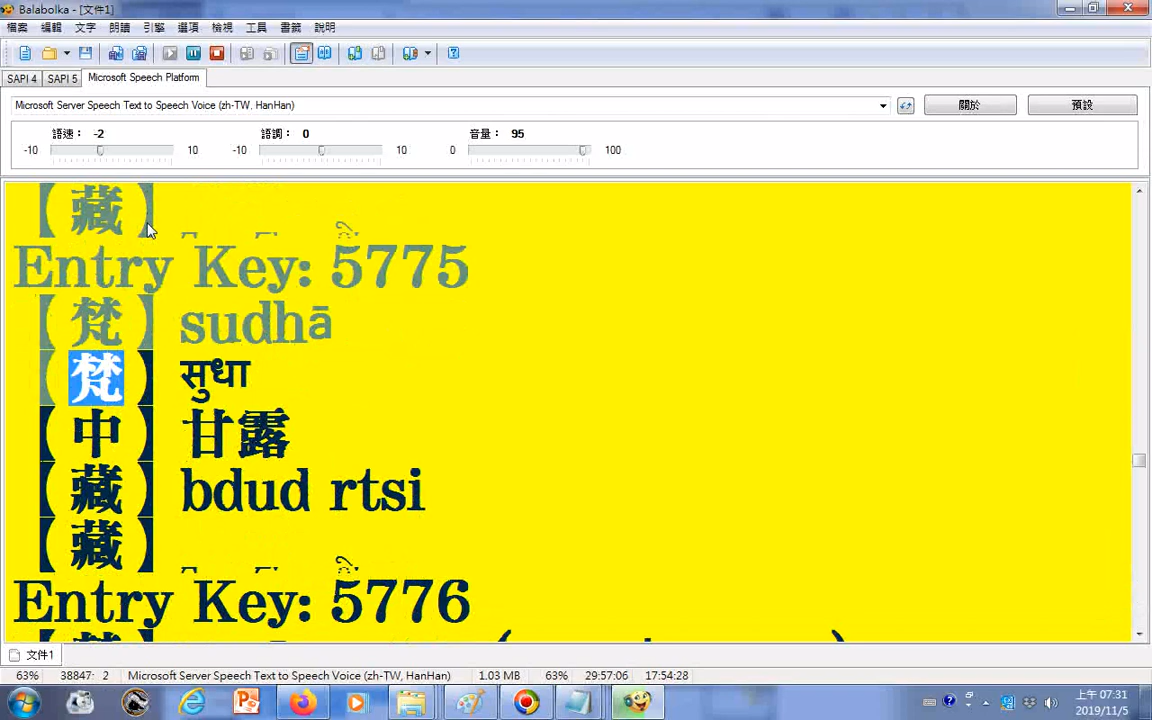 Balabolka - [文件1]
檔案 編輯 文字 朗讀 引擎 選項 檢視 工具 書籤 說明
SAPI 4 SAPI 5 Microsoft Speech Platform
Microsoft Server Speech Text to Speech Voice (zh-TW, HanHan) 關於 預設
語速： -2 語調： 0 音量： 95
-10 10 -10 10 0 100
【藏】
Entry Key: 5775
【梵】 sudhā
【梵】 सुधा
【中】 甘露
【藏】 bdud rtsi
【藏】
Entry Key: 5776
文件1
63% 38847: 2 Microsoft Server Speech Text to Speech Voice (zh-TW, HanHan) 1.03 MB 63% 29:57:06 17:54:28
上午 07:31
2019/11/5